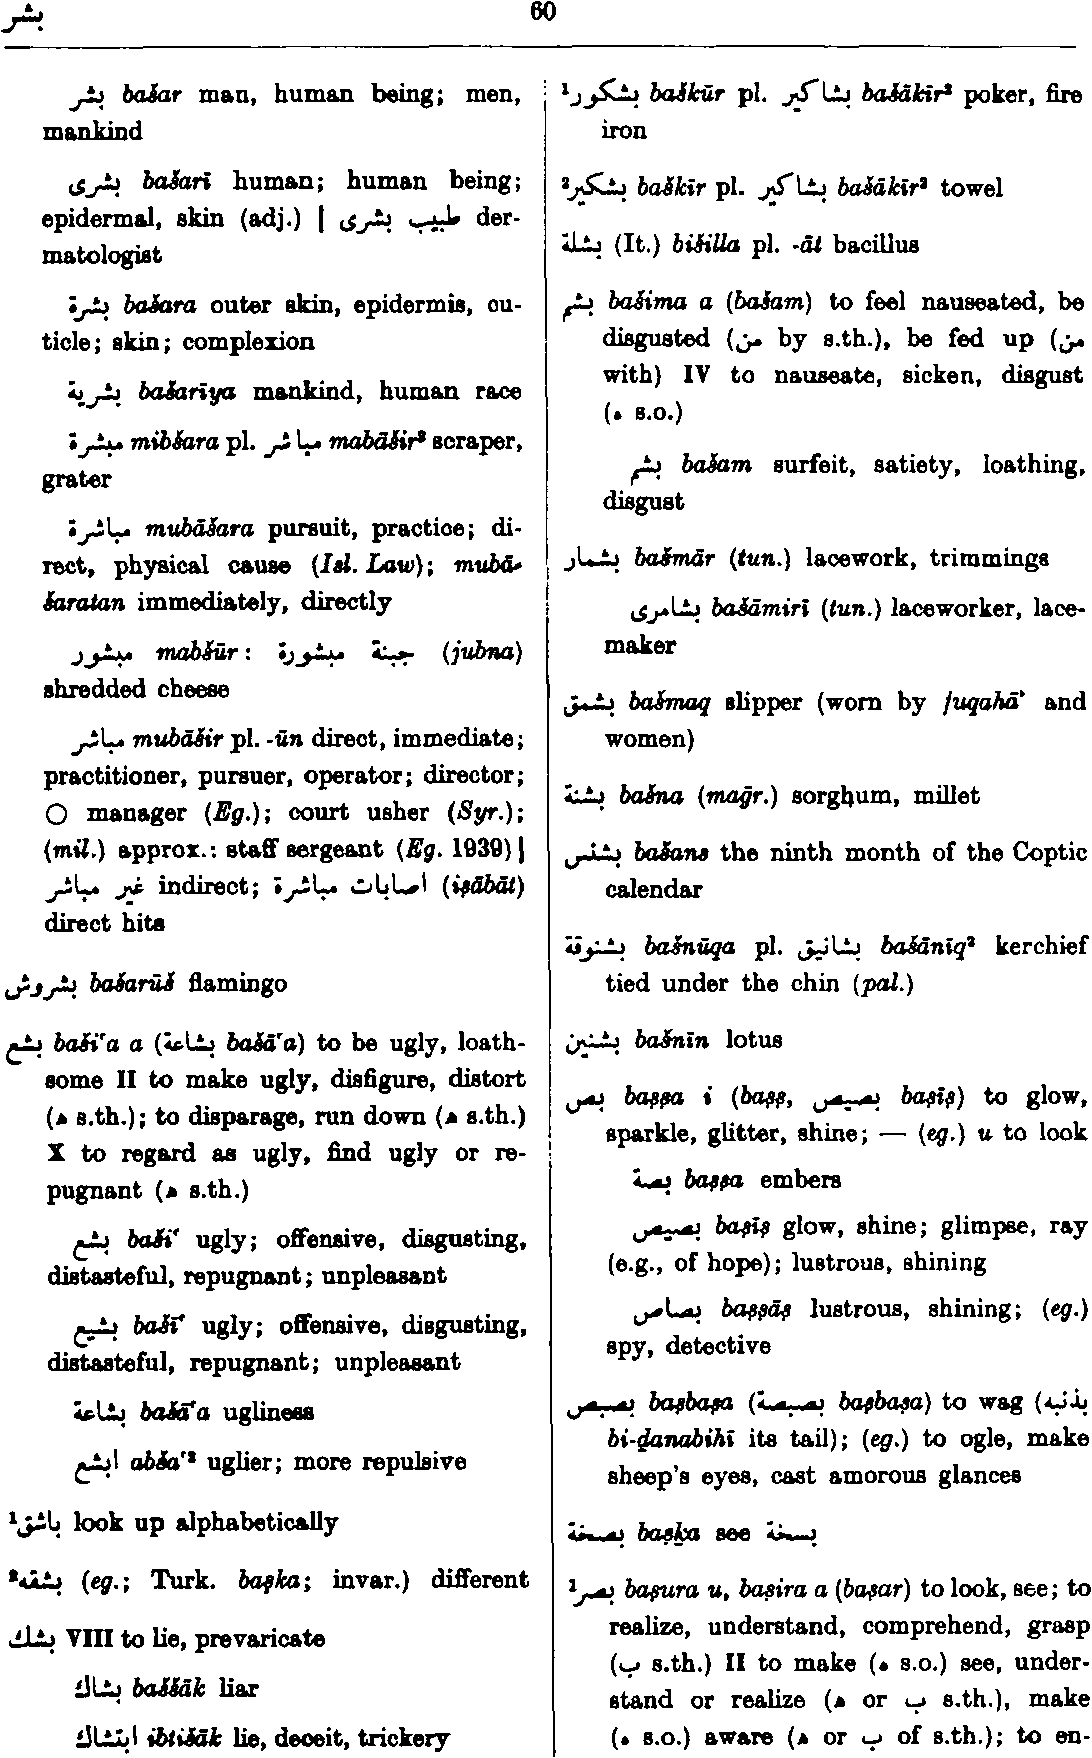 بشر
60
بشر bašar man, human being; men,
mankind
بشرى bašarī human; human being;
epidermal, skin (adj.) | طبيب بشرى der-
matologist
بشرة bašara outer skin, epidermis, cu-
ticle; skin; complexion
بشرية bašarīya mankind, human race
مبشرة mibšara pl. مباشر mabāšir² scraper,
grater
مباشرة mubāšara pursuit, practice; di-
rect, physical cause (Isl. Law); mubā-
šaratan immediately, directly
مبشور mabšūr: جبنة مبشورة (jubna)
shredded cheese
مباشر mubāšir pl. -ūn direct, immediate;
practitioner, pursuer, operator; director;
○ manager (Eg.); court usher (Syr.);
(mil.) approx.: staff sergeant (Eg. 1939) |
غير مباشر indirect; اصابات مباشرة (iṣābāt)
direct hits
بشروش bašarūš flamingo
بشع baši‘a a (بشاعة bašā‘a) to be ugly, loath-
some II to make ugly, disfigure, distort
(ه s.th.); to disparage, run down (ه s.th.)
X to regard as ugly, find ugly or re-
pugnant (ه s.th.)
بشع baši‘ ugly; offensive, disgusting,
distasteful, repugnant; unpleasant
بشيع bašī‘ ugly; offensive, disgusting,
distasteful, repugnant; unpleasant
بشاعة bašā‘a ugliness
ابشع abša‘² uglier; more repulsive
¹باشق look up alphabetically
²بشقه (eg.; Turk. başka; invar.) different
بشك VIII to lie, prevaricate
بشاك baššāk liar
ابتشاك ibtišāk lie, deceit, trickery
¹بشكور baškūr pl. بشاكير bašākīr² poker, fire
iron
²بشكير baškīr pl. بشاكير bašākīr² towel
بشلة (It.) bišilla pl. -āt bacillus
بشم bašima a (bašam) to feel nauseated, be
disgusted (من by s.th.), be fed up (من
with) IV to nauseate, sicken, disgust
(ه s.o.)
بشم bašam surfeit, satiety, loathing,
disgust
بشمار bašmār (tun.) lacework, trimmings
بشامرى bašāmirī (tun.) laceworker, lace-
maker
بشمق bašmaq slipper (worn by fuqahā’ and
women)
بشنة bašna (maḡr.) sorghum, millet
بشنس bašans the ninth month of the Coptic
calendar
بشنوقة bašnūqa pl. بشانيق bašānīq² kerchief
tied under the chin (pal.)
بشنين bašnīn lotus
بص baṣṣa i (baṣṣ, بصيص baṣīṣ) to glow,
sparkle, glitter, shine; — (eg.) u to look
بصة baṣṣa embers
بصيص baṣīṣ glow, shine; glimpse, ray
(e.g., of hope); lustrous, shining
بصاص baṣṣāṣ lustrous, shining; (eg.)
spy, detective
بصبص baṣbaṣa (بصبصة baṣbaṣa) to wag (بذنبه
bi-ḏanabihī its tail); (eg.) to ogle, make
sheep's eyes, cast amorous glances
بصخة baṣḵa see بسخة
¹بصر baṣura u, baṣira a (baṣar) to look, see; to
realize, understand, comprehend, grasp
(ب s.th.) II to make (ه s.o.) see, under-
stand or realize (ه or ب s.th.), make
(ه s.o.) aware (ه or ب of s.th.); to en-